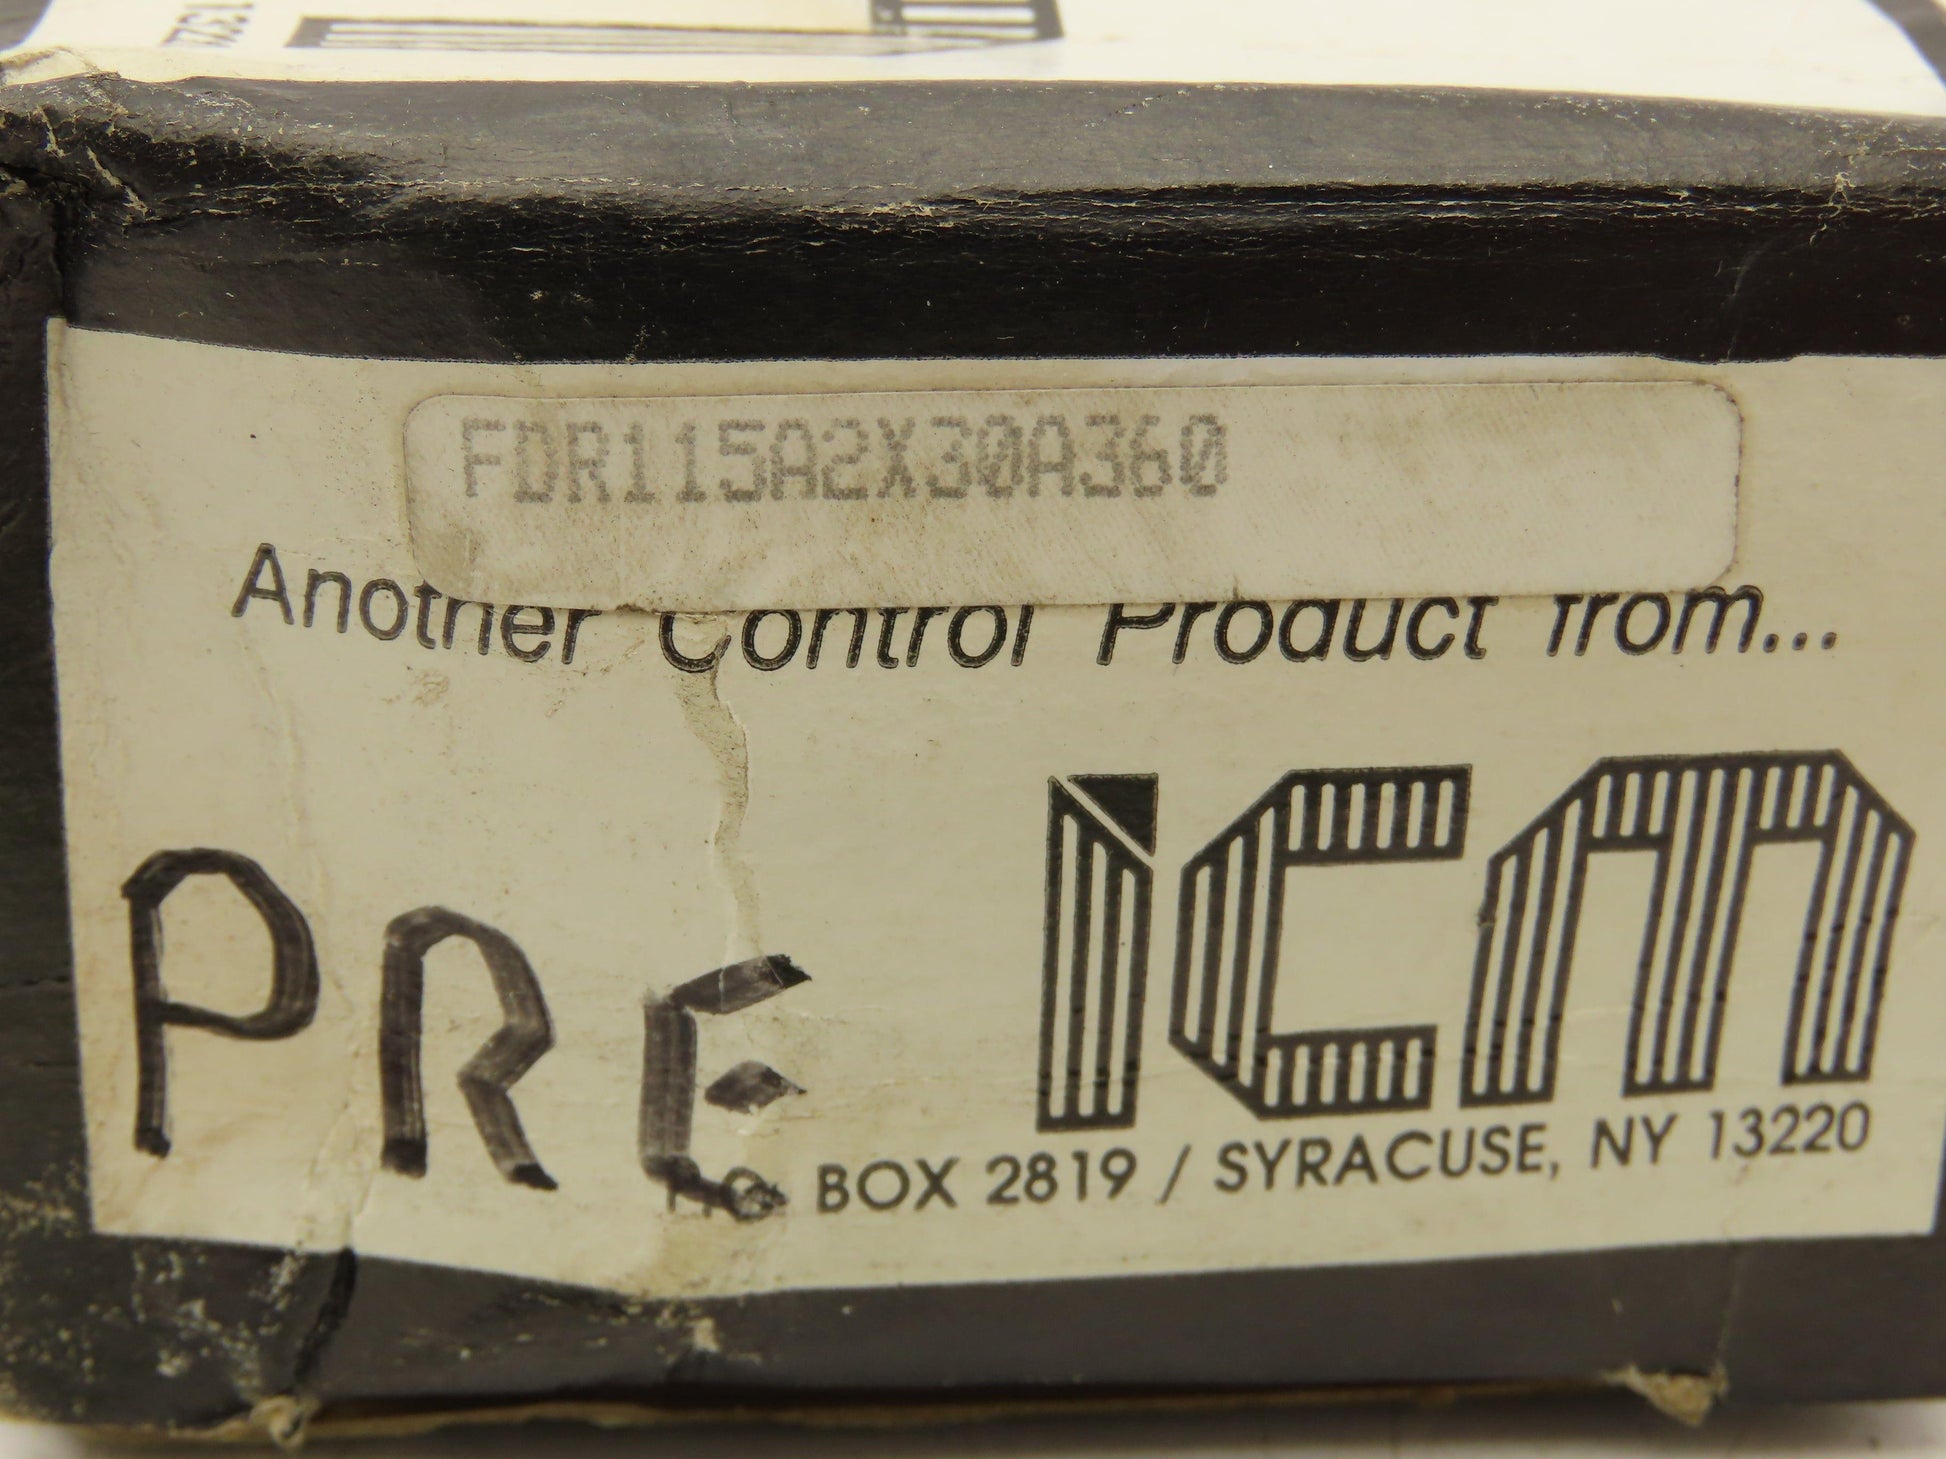 FDR115A2X30A360
Another Control Product from...
icm
PRE
P.O. BOX 2819 / SYRACUSE, NY 13220